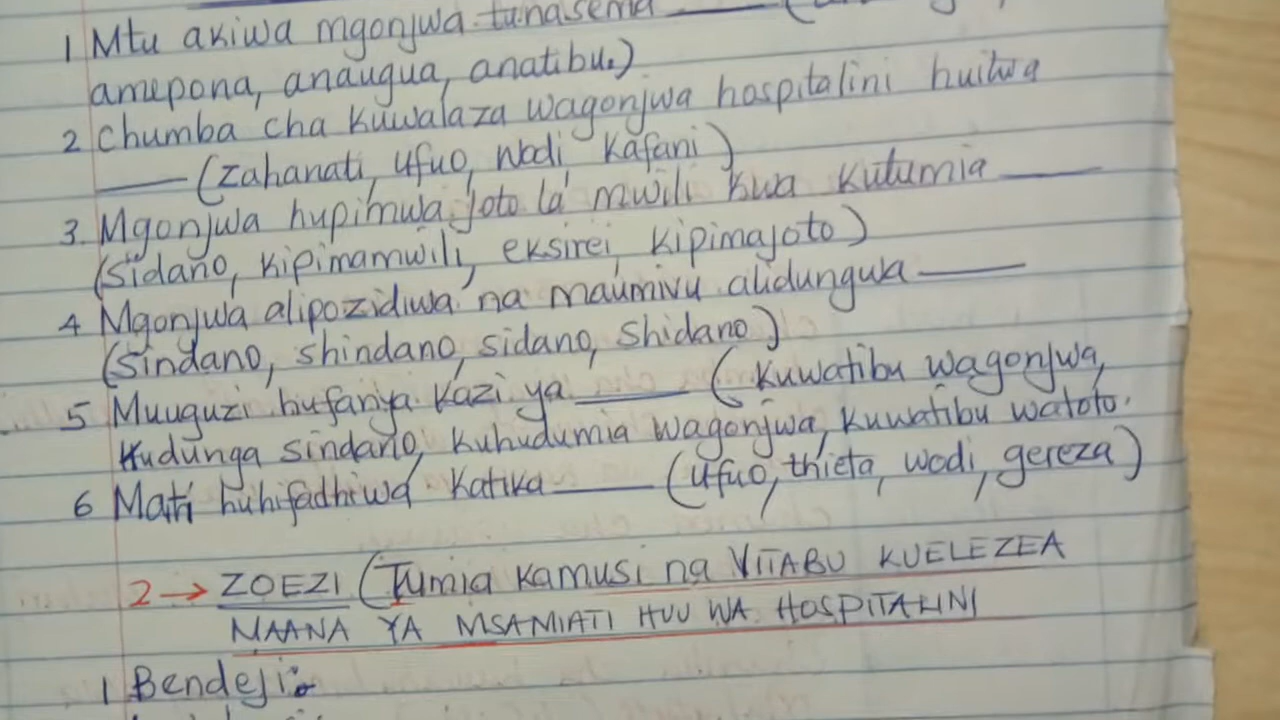 1 Mtu akiwa mgonjwa tunasema ____ (
amepona, anaugua, anatibu.)
2 Chumba cha kuwalaza wagonjwa hospitalini huitwa
____ (zahanati, ufuo, wodi, kafani)
3. Mgonjwa hupimwa joto la mwili kwa kutumia ____
(sidano, kipimamwili, eksirei, kipimajoto)
4 Mgonjwa alipozidiwa na maumivu alidungwa ____
(sindano, shindano, sidano, shidano)
5 Muuguzi hufanya kazi ya ____ (kuwatibu wagonjwa,
kudunga sindano, kuhudumia wagonjwa, kuwatibu watoto.
6 Maiti huhifadhiwa katika ____ (ufuo, thieta, wodi, gereza)
2 → ZOEZI (Tumia kamusi na VITABU KUELEZEA
MAANA YA MSAMIATI HUU WA HOSPITALINI
1 Bendeji:-